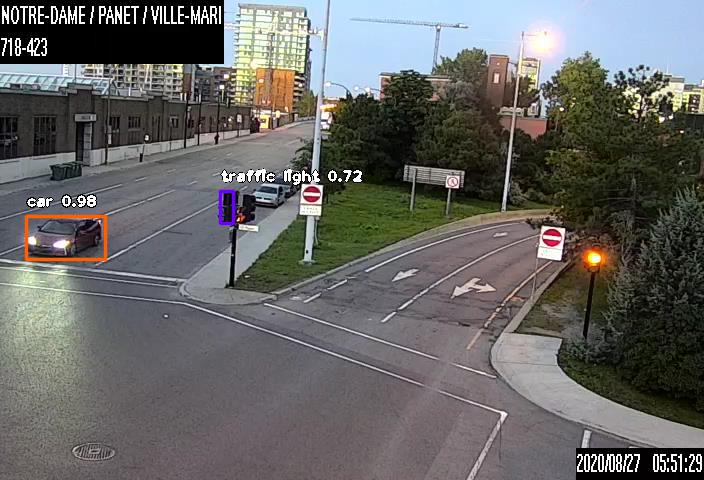 NOTRE-DAME / PANET / VILLE-MARI
718-423
traffic light 0.72
car 0.98
2020/08/27 05:51:29